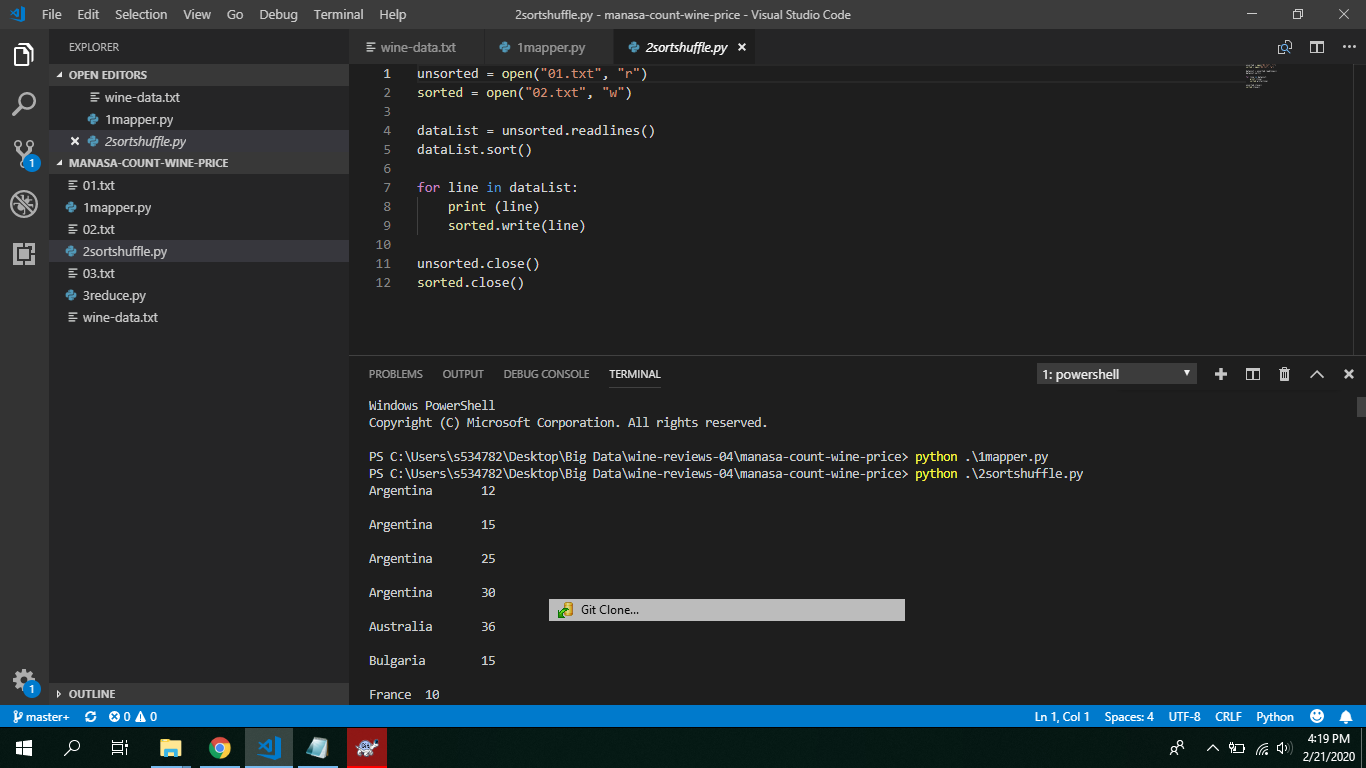 File Edit Selection View Go Debug Terminal Help 2sortshuffle.py - manasa-count-wine-price - Visual Studio Code
EXPLORER
OPEN EDITORS
wine-data.txt
1mapper.py
2sortshuffle.py
MANASA-COUNT-WINE-PRICE
01.txt
1mapper.py
02.txt
2sortshuffle.py
03.txt
3reduce.py
wine-data.txt
OUTLINE
1
1
wine-data.txt 1mapper.py 2sortshuffle.py
1 unsorted = open("01.txt", "r")
2 sorted = open("02.txt", "w")
3
4 dataList = unsorted.readlines()
5 dataList.sort()
6
7 for line in dataList:
8     print (line)
9     sorted.write(line)
10
11 unsorted.close()
12 sorted.close()
PROBLEMS OUTPUT DEBUG CONSOLE TERMINAL 1: powershell
Windows PowerShell
Copyright (C) Microsoft Corporation. All rights reserved.
PS C:\Users\s534782\Desktop\Big Data\wine-reviews-04\manasa-count-wine-price> python .\1mapper.py
PS C:\Users\s534782\Desktop\Big Data\wine-reviews-04\manasa-count-wine-price> python .\2sortshuffle.py
Argentina 12
Argentina 15
Argentina 25
Argentina 30
Git Clone...
Australia 36
Bulgaria 15
France 10
master+ 0 0 Ln 1, Col 1 Spaces: 4 UTF-8 CRLF Python
4:19 PM
2/21/2020